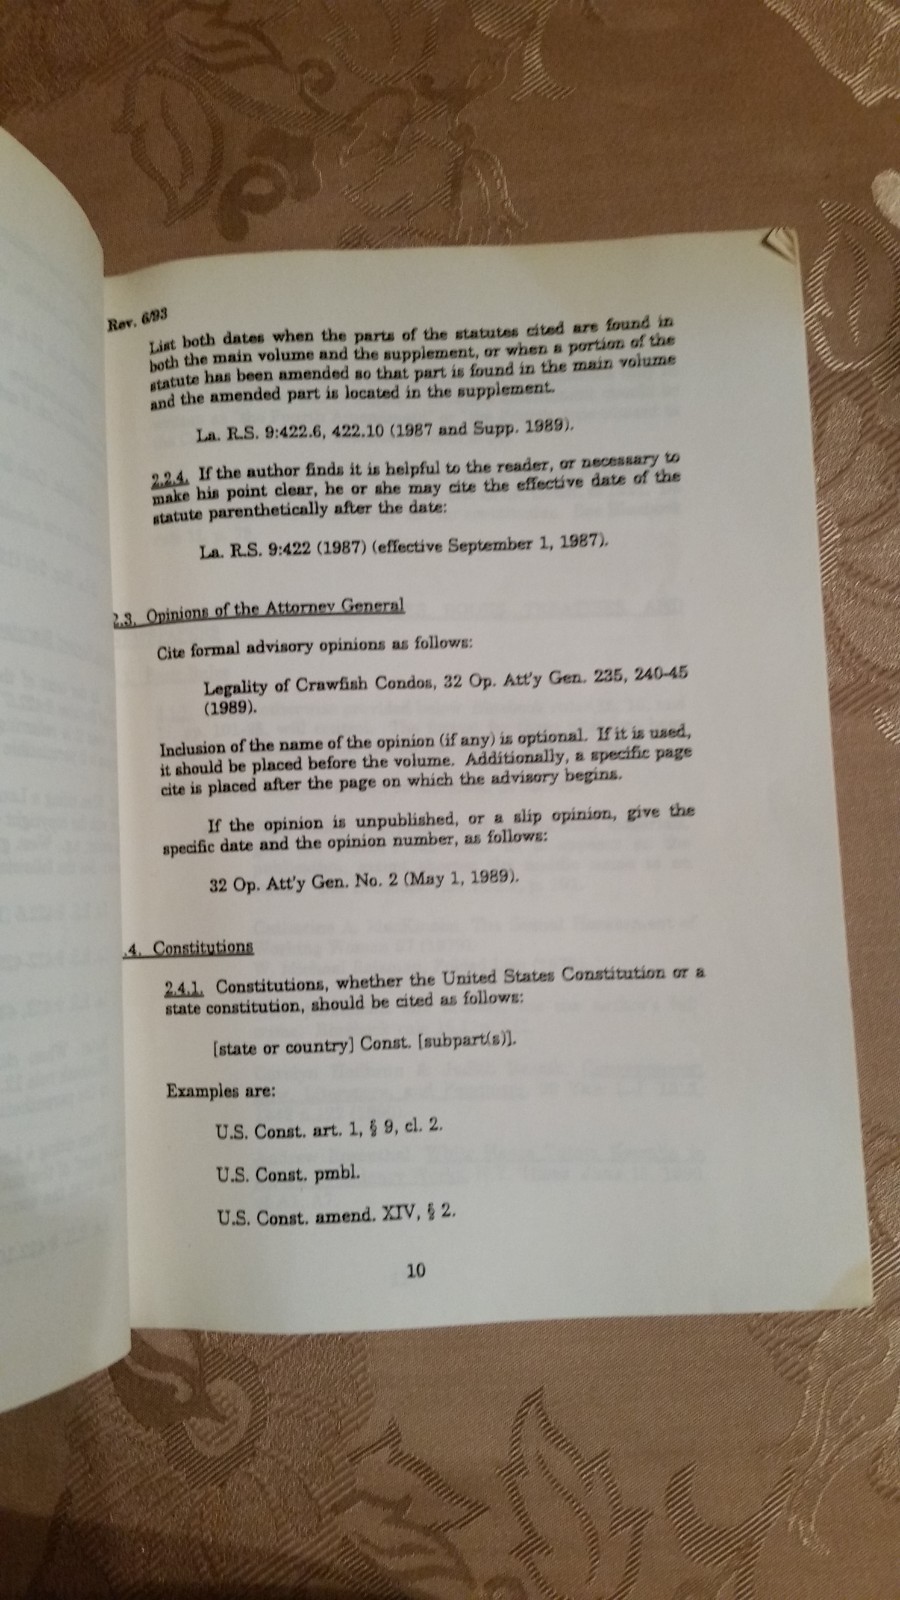 Rev. 6/93
List both dates when the parts of the statutes cited are found in
both the main volume and the supplement, or when a portion of the
statute has been amended so that part is found in the main volume
and the amended part is located in the supplement.
La. R.S. 9:422.6, 422.10 (1987 and Supp. 1989).
2.2.4. If the author finds it is helpful to the reader, or necessary to
make his point clear, he or she may cite the effective date of the
statute parenthetically after the date:
La. R.S. 9:422 (1987) (effective September 1, 1987).
2.3. Opinions of the Attorney General
Cite formal advisory opinions as follows:
Legality of Crawfish Condos, 32 Op. Att'y Gen. 235, 240-45
(1989).
Inclusion of the name of the opinion (if any) is optional. If it is used,
it should be placed before the volume. Additionally, a specific page
cite is placed after the page on which the advisory begins.
If the opinion is unpublished, or a slip opinion, give the
specific date and the opinion number, as follows:
32 Op. Att'y Gen. No. 2 (May 1, 1989).
.4. Constitutions
2.4.1. Constitutions, whether the United States Constitution or a
state constitution, should be cited as follows:
[state or country] Const. [subpart(s)].
Examples are:
U.S. Const. art. 1, § 9, cl. 2.
U.S. Const. pmbl.
U.S. Const. amend. XIV, § 2.
10